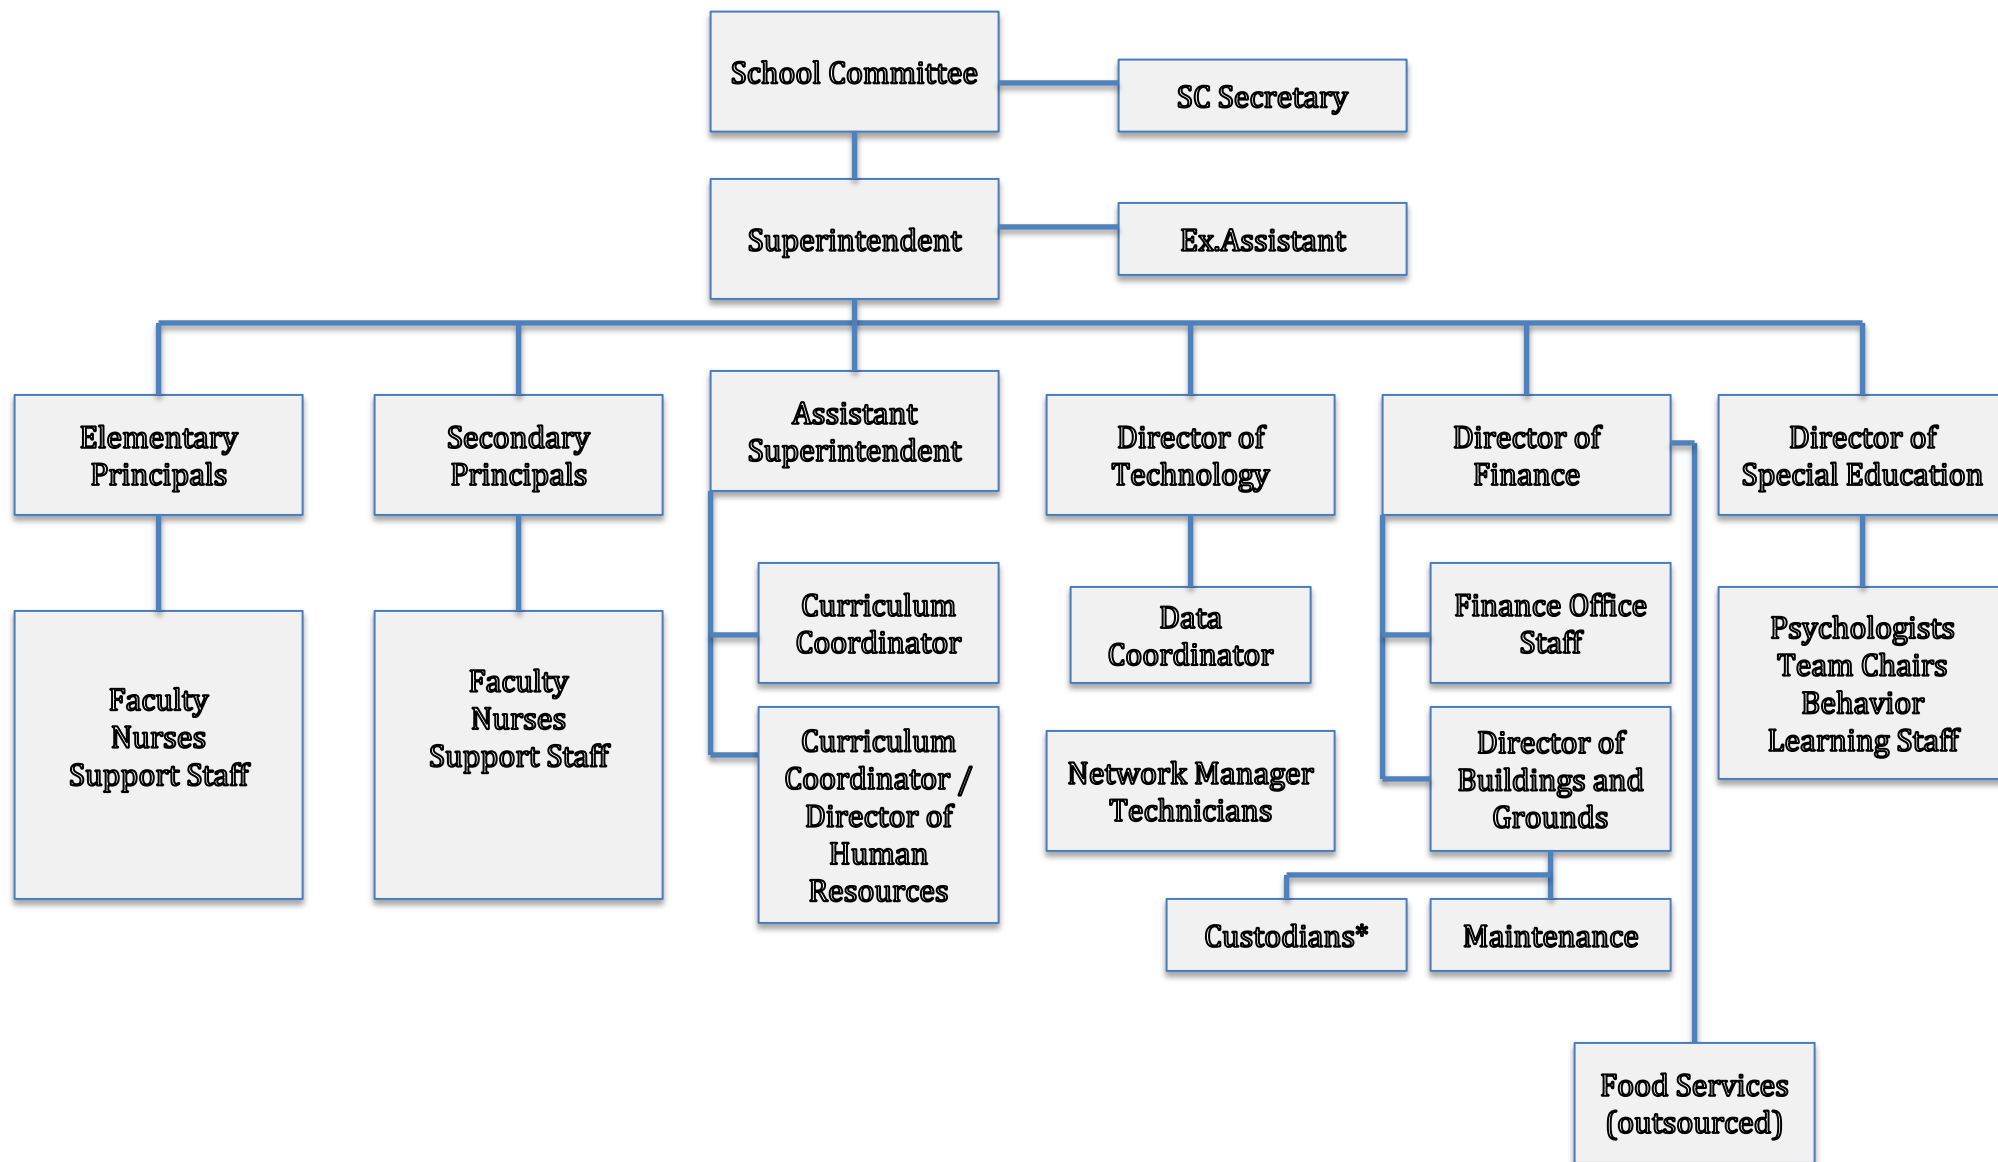 School Committee
SC Secretary
Superintendent
Ex.Assistant
Elementary
Principals
Secondary
Principals
Assistant
Superintendent
Director of
Technology
Director of
Finance
Director of
Special Education
Faculty
Nurses
Support Staff
Faculty
Nurses
Support Staff
Curriculum
Coordinator
Curriculum
Coordinator /
Director of
Human
Resources
Data
Coordinator
Network Manager
Technicians
Finance Office
Staff
Director of
Buildings and
Grounds
Custodians*
Maintenance
Psychologists
Team Chairs
Behavior
Learning Staff
Food Services
(outsourced)